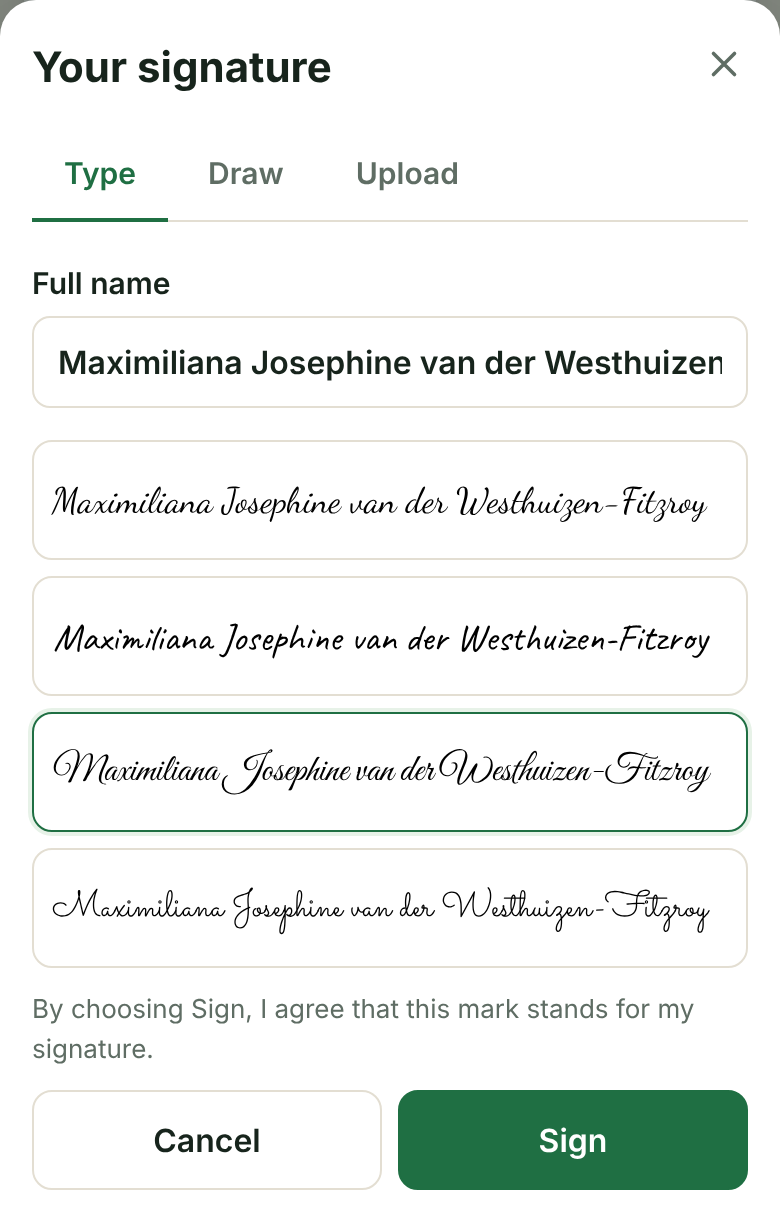 Your signature
Type Draw Upload
Full name
Maximiliana Josephine van der Westhuizen
Maximiliana Josephine van der Westhuizen-Fitzroy
Maximiliana Josephine van der Westhuizen-Fitzroy
Maximiliana Josephine van der Westhuizen-Fitzroy
Maximiliana Josephine van der Westhuizen-Fitzroy
By choosing Sign, I agree that this mark stands for my
signature.
Cancel Sign